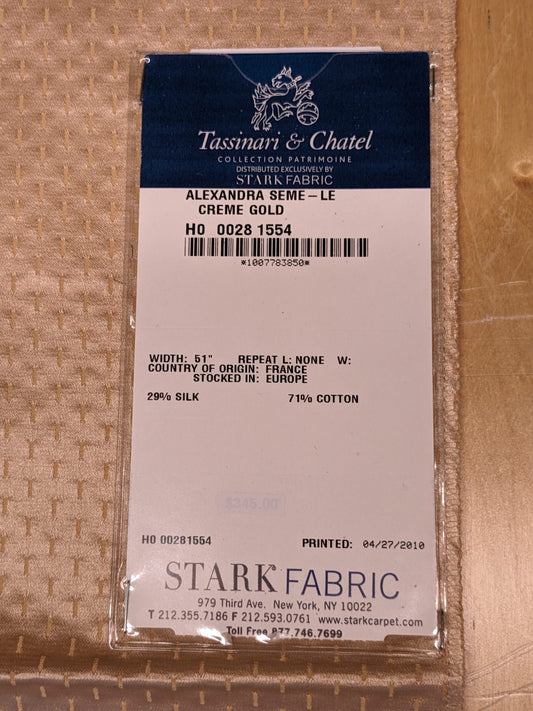 Tassinari & Chatel
COLLECTION PATRIMOINE
DISTRIBUTED EXCLUSIVELY BY
STARK FABRIC
ALEXANDRA SEME-LE
CREME GOLD
H0 0028 1554
*1007783850*
WIDTH: 51" REPEAT L: NONE W:
COUNTRY OF ORIGIN: FRANCE
STOCKED IN: EUROPE
29% SILK 71% COTTON
$345.00
H0 00281554 PRINTED: 04/27/2010
STARK FABRIC
979 Third Ave. New York, NY 10022
T 212.355.7186 F 212.593.0761 www.starkcarpet.com
Toll Free 877.746.7699